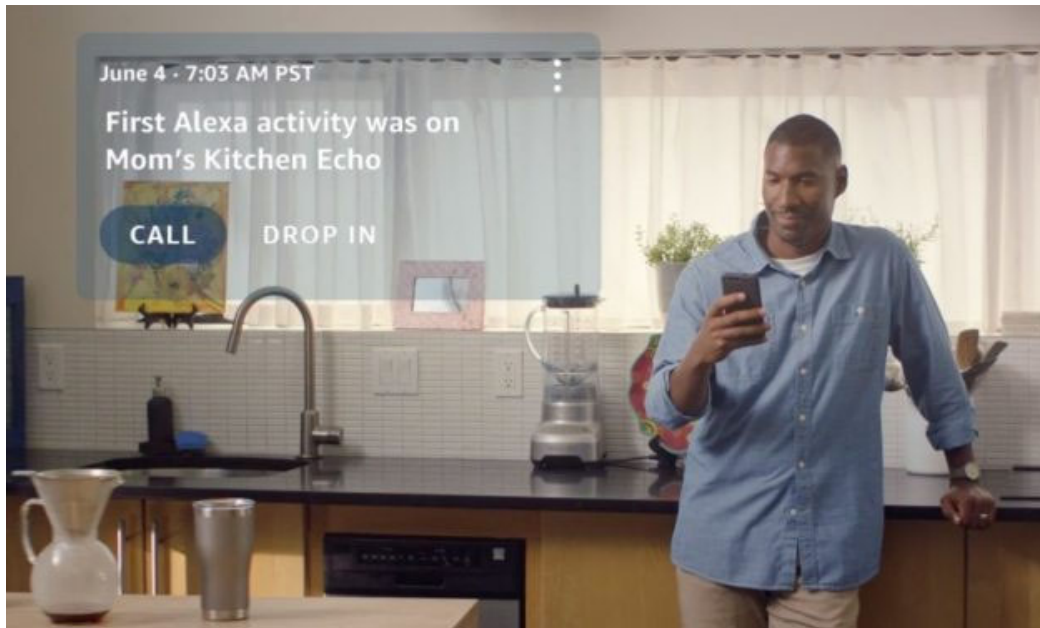 June 4 · 7:03 AM PST
First Alexa activity was on
Mom's Kitchen Echo
CALL
DROP IN